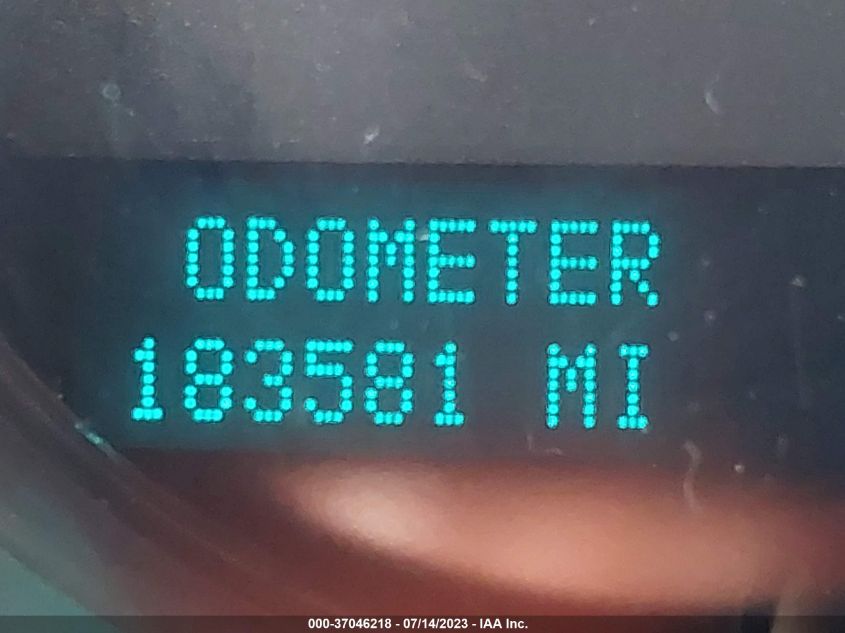 ODOMETER
183581 MI
000-37046218 - 07/14/2023 - IAA Inc.